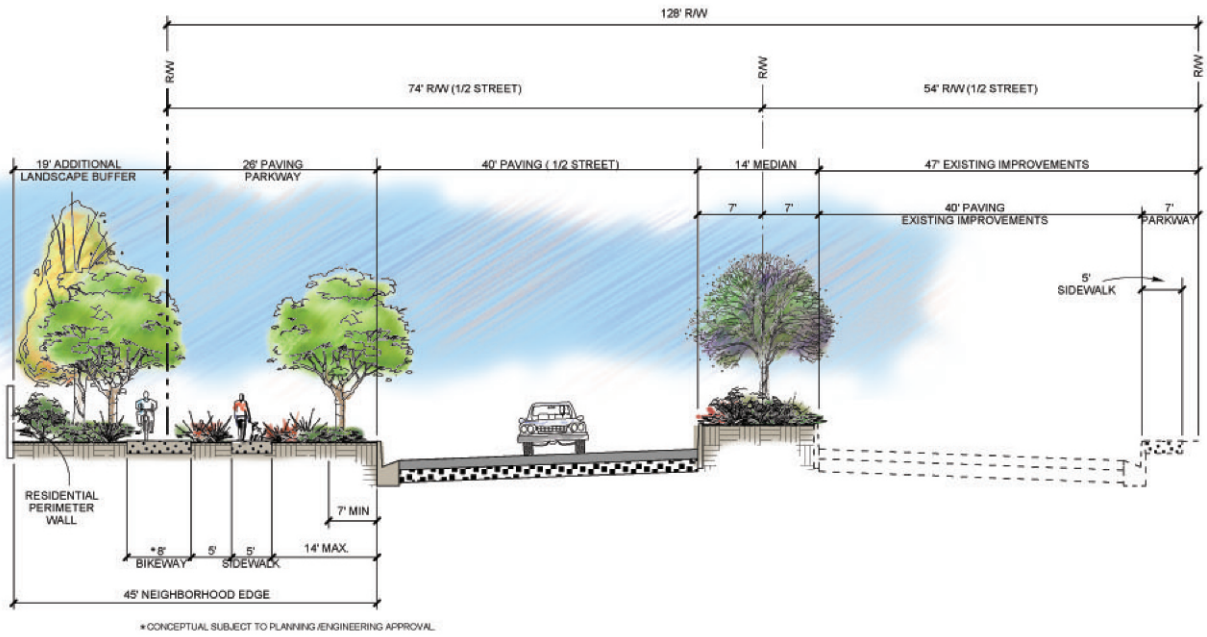 128' R/W
R/W
R/W
R/W
74' R/W (1/2 STREET)
54' R/W (1/2 STREET)
19' ADDITIONAL
LANDSCAPE BUFFER
26' PAVING
PARKWAY
40' PAVING ( 1/2 STREET)
14' MEDIAN
47' EXISTING IMPROVEMENTS
7'
7'
40' PAVING
EXISTING IMPROVEMENTS
7'
PARKWAY
5'
SIDEWALK
RESIDENTIAL
PERIMETER
WALL
7' MIN
*8'
BIKEWAY
5'
5'
SIDEWALK
14' MAX.
45' NEIGHBORHOOD EDGE
* CONCEPTUAL SUBJECT TO PLANNING /ENGINEERING APPROVAL